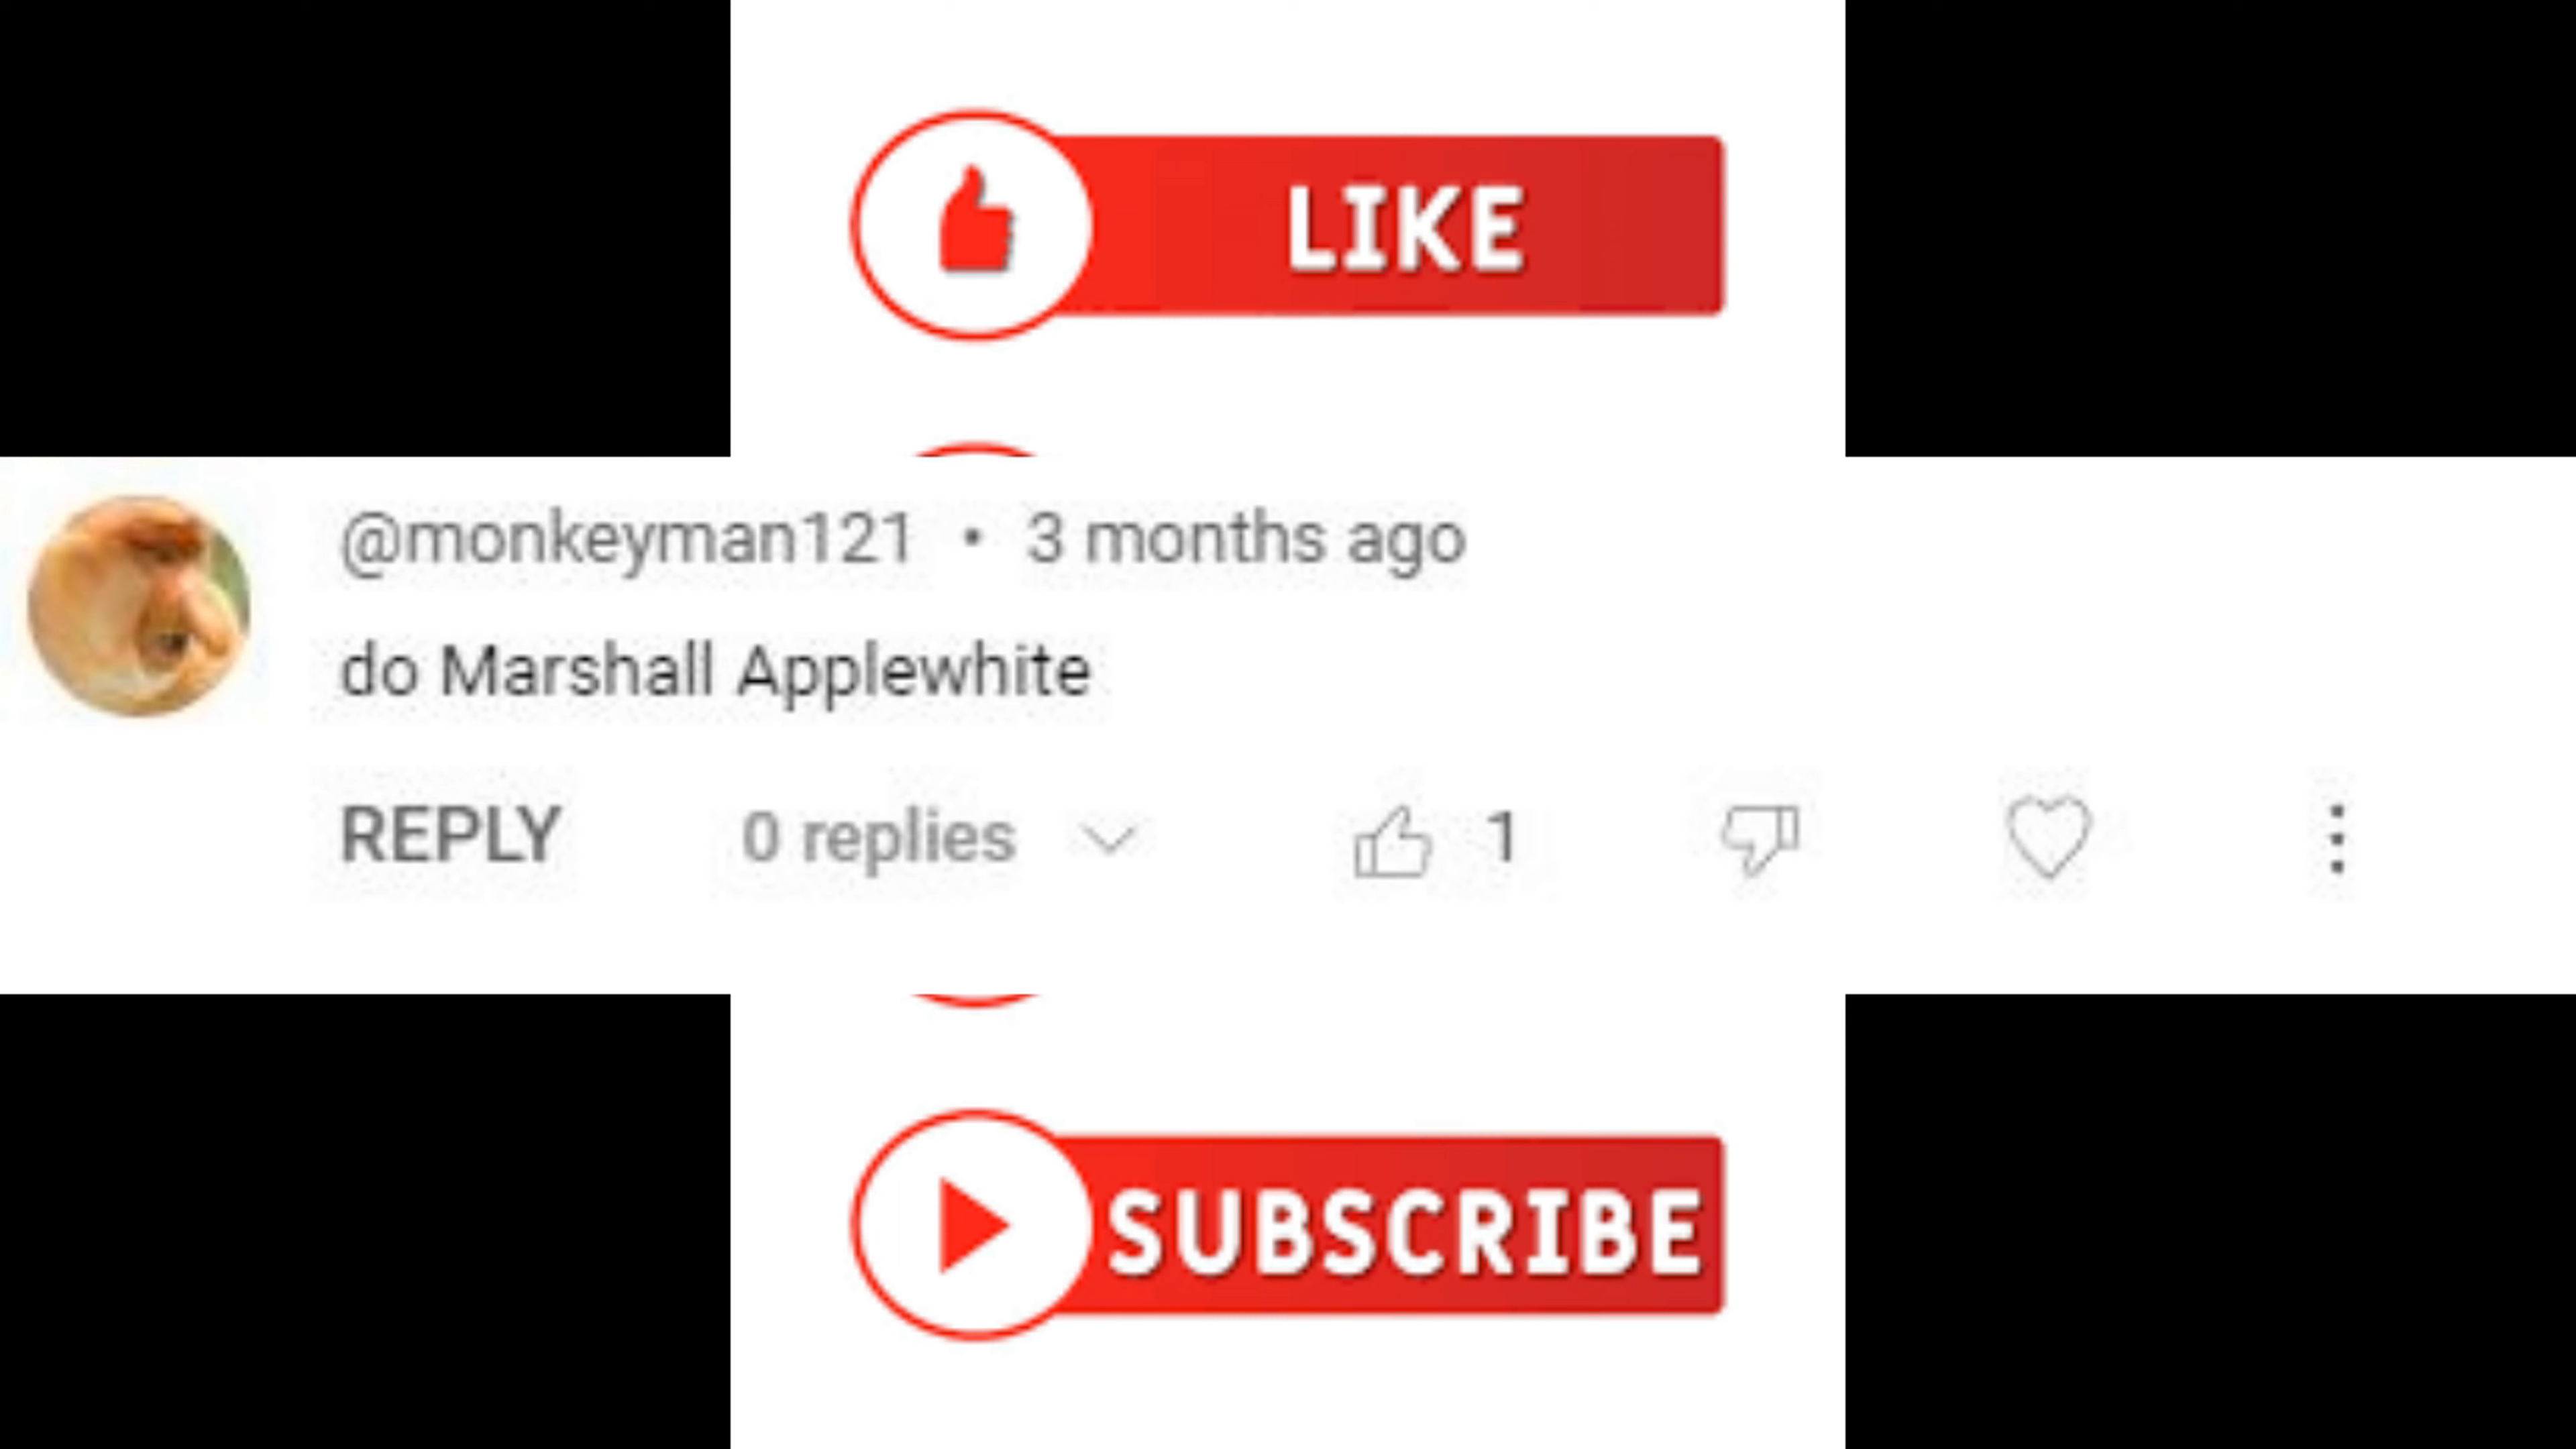 LIKE
@monkeyman121 • 3 months ago
do Marshall Applewhite
REPLY 0 replies 1
SUBSCRIBE